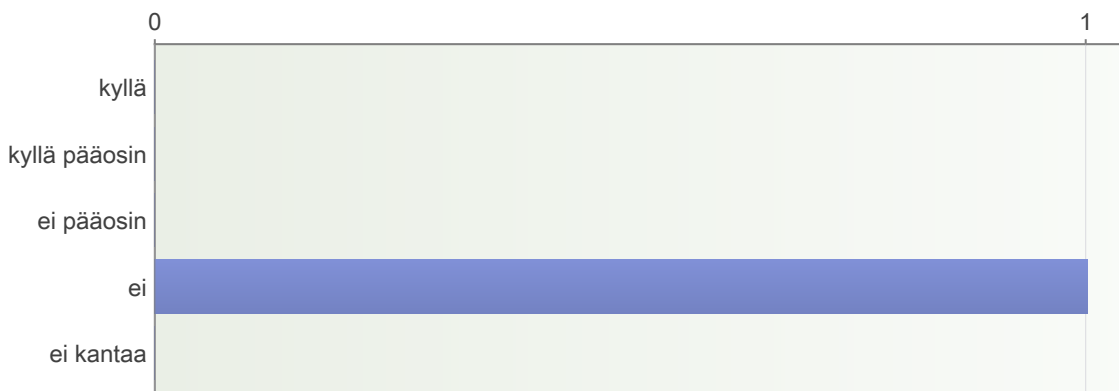 0 1
kyllä
kyllä pääosin
ei pääosin
ei
ei kantaa